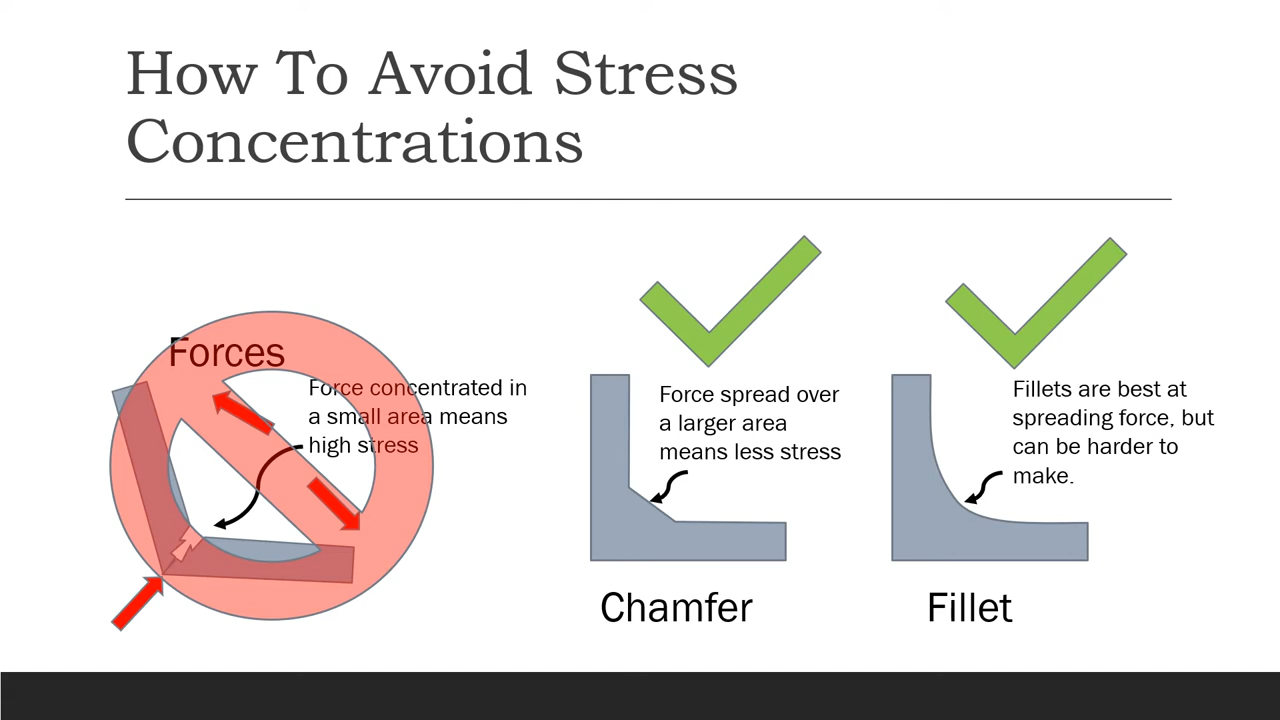 How To Avoid Stress
Concentrations
Forces
Force concentrated in
a small area means
high stress
Force spread over
a larger area
means less stress
Fillets are best at
spreading force, but
can be harder to
make.
Chamfer
Fillet